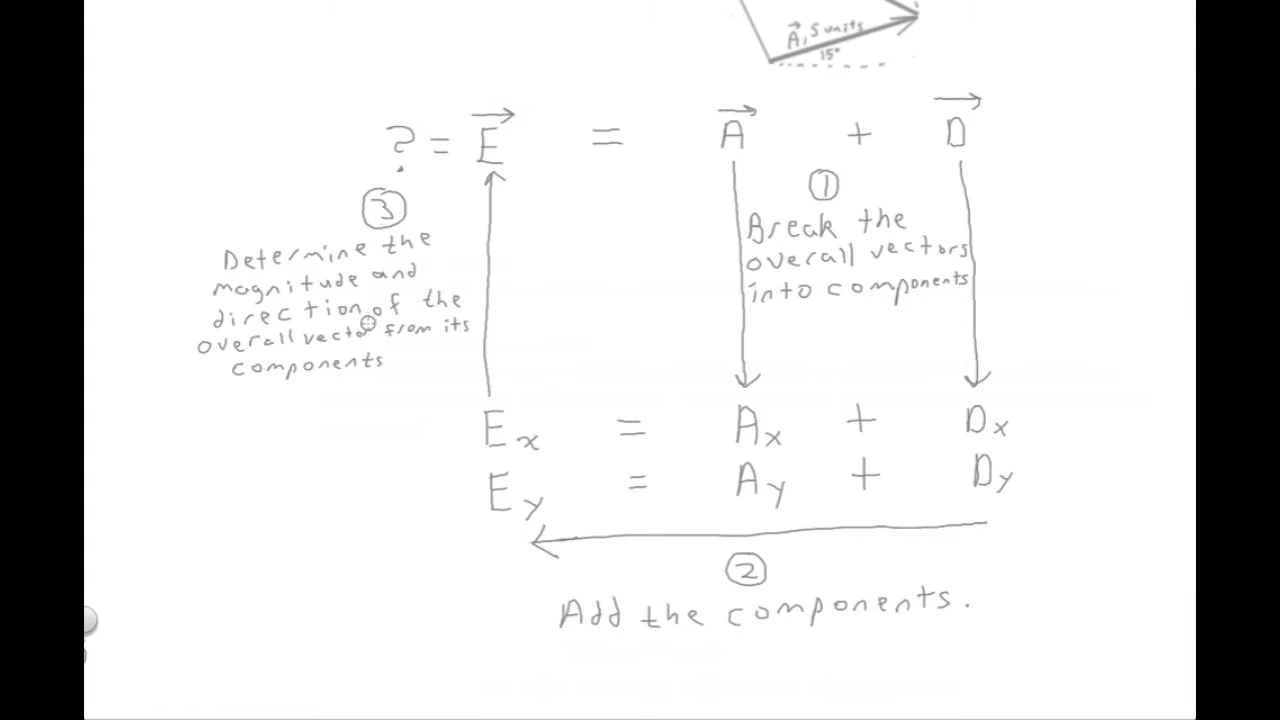 A, 5 units
15°
? = E = A + D
①
Break the
overall vectors
into components
③
Determine the
magnitude and
direction of the
overall vector from its
components
Ex = Ax + Dx
Ey = Ay + Dy
②
Add the components.